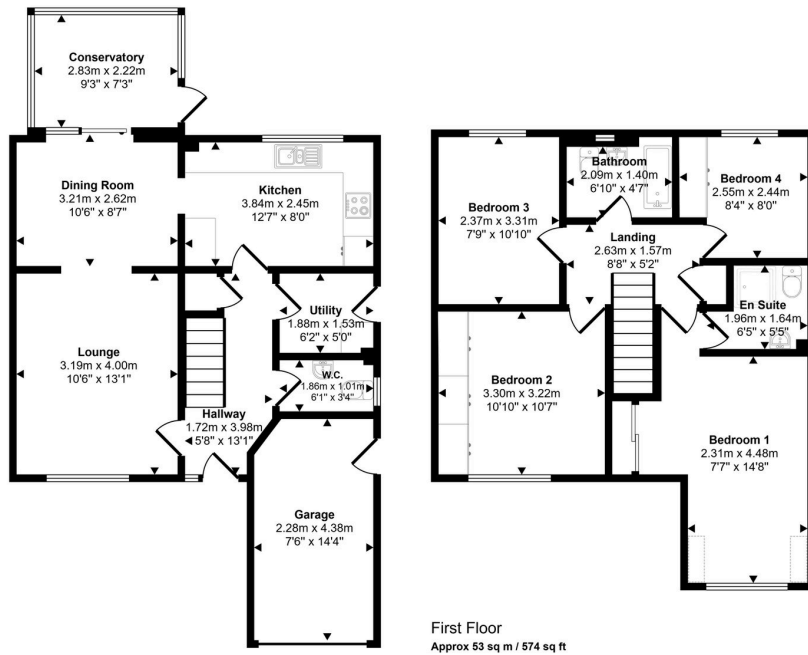 Conservatory
2.83m x 2.22m
9'3" x 7'3"
Dining Room
3.21m x 2.62m
10'6" x 8'7"
Kitchen
3.84m x 2.45m
12'7" x 8'0"
Lounge
3.19m x 4.00m
10'6" x 13'1"
Utility
1.88m x 1.53m
6'2" x 5'0"
W.C.
1.86m x 1.01m
6'1" x 3'4"
Hallway
1.72m x 3.98m
5'8" x 13'1"
Garage
2.28m x 4.38m
7'6" x 14'4"
Bedroom 3
2.37m x 3.31m
7'9" x 10'10"
Bathroom
2.09m x 1.40m
6'10" x 4'7"
Bedroom 4
2.55m x 2.44m
8'4" x 8'0"
Landing
2.63m x 1.57m
8'8" x 5'2"
En Suite
1.96m x 1.64m
6'5" x 5'5"
Bedroom 2
3.30m x 3.22m
10'10" x 10'7"
Bedroom 1
2.31m x 4.48m
7'7" x 14'8"
First Floor
Approx 53 sq m / 574 sq ft